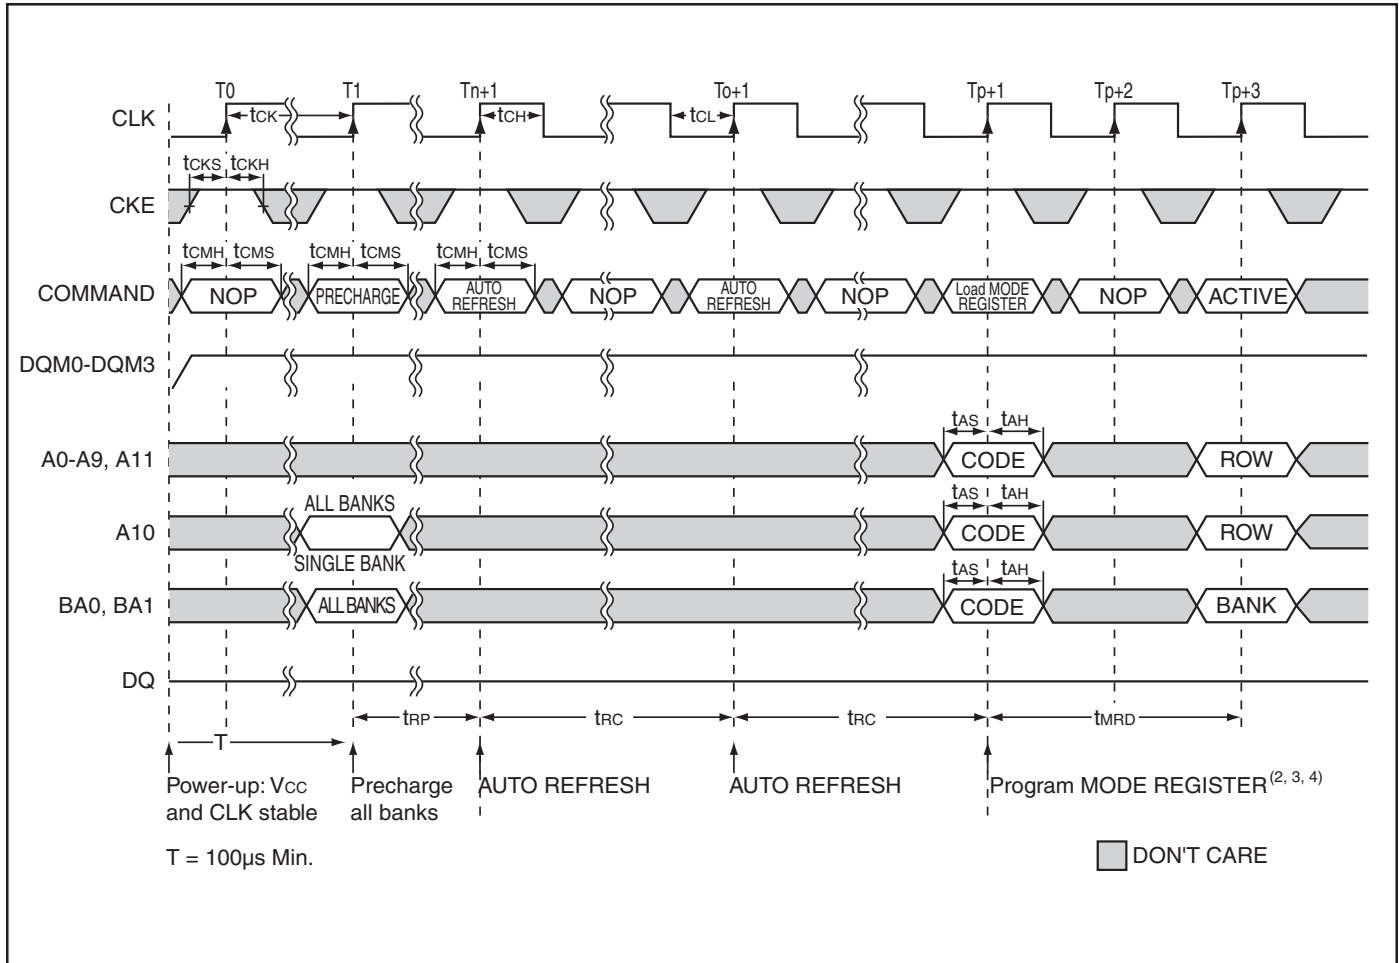 T0 T1 Tn+1 To+1 Tp+1 Tp+2 Tp+3
CLK tCK tCH tCL
tCKS tCKH
CKE
tCMH tCMS tCMH tCMS tCMH tCMS
COMMAND NOP PRECHARGE AUTO REFRESH NOP AUTO REFRESH NOP Load MODE REGISTER NOP ACTIVE
DQM0-DQM3
tAS tAH
A0-A9, A11 CODE ROW
ALL BANKS tAS tAH
A10 CODE ROW
SINGLE BANK tAS tAH
BA0, BA1 ALL BANKS CODE BANK
DQ
tRP tRC tRC tMRD
T
Power-up: VCC Precharge AUTO REFRESH AUTO REFRESH Program MODE REGISTER(2, 3, 4)
and CLK stable all banks
T = 100µs Min. DON'T CARE